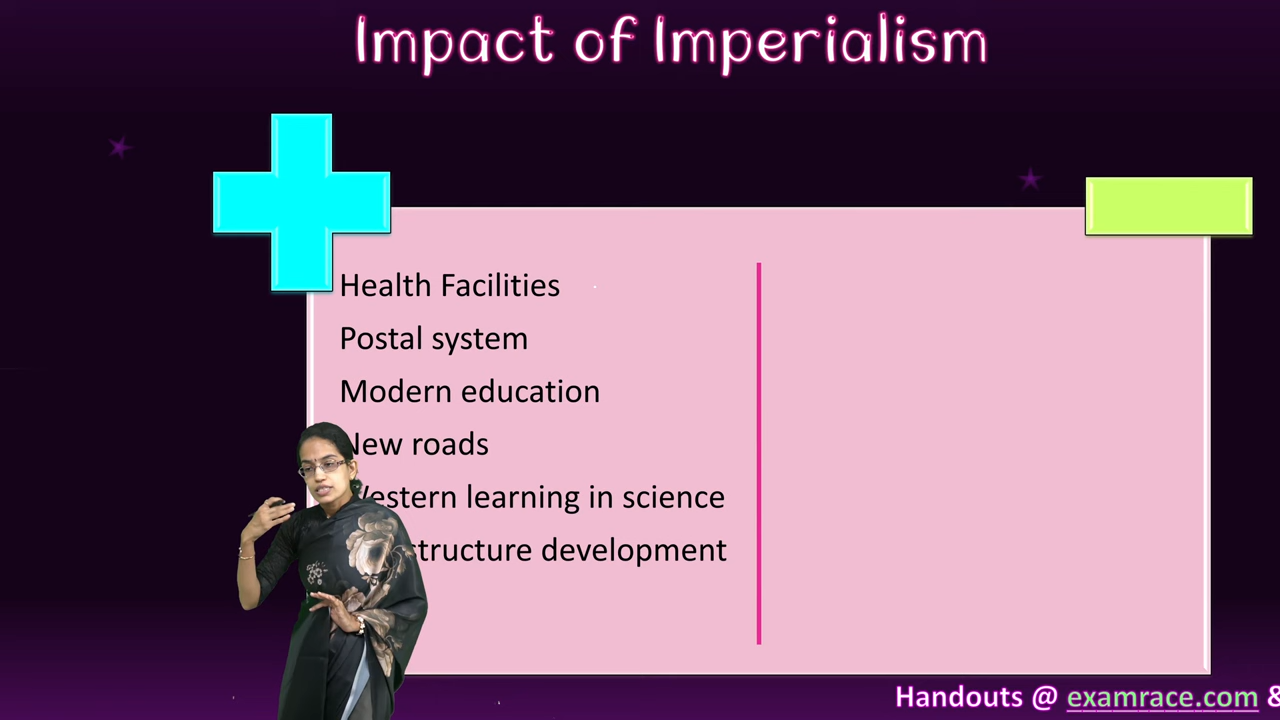 Impact of Imperialism
Health Facilities
Postal system
Modern education
New roads
Western learning in science
structure development
Handouts @ examrace.com &